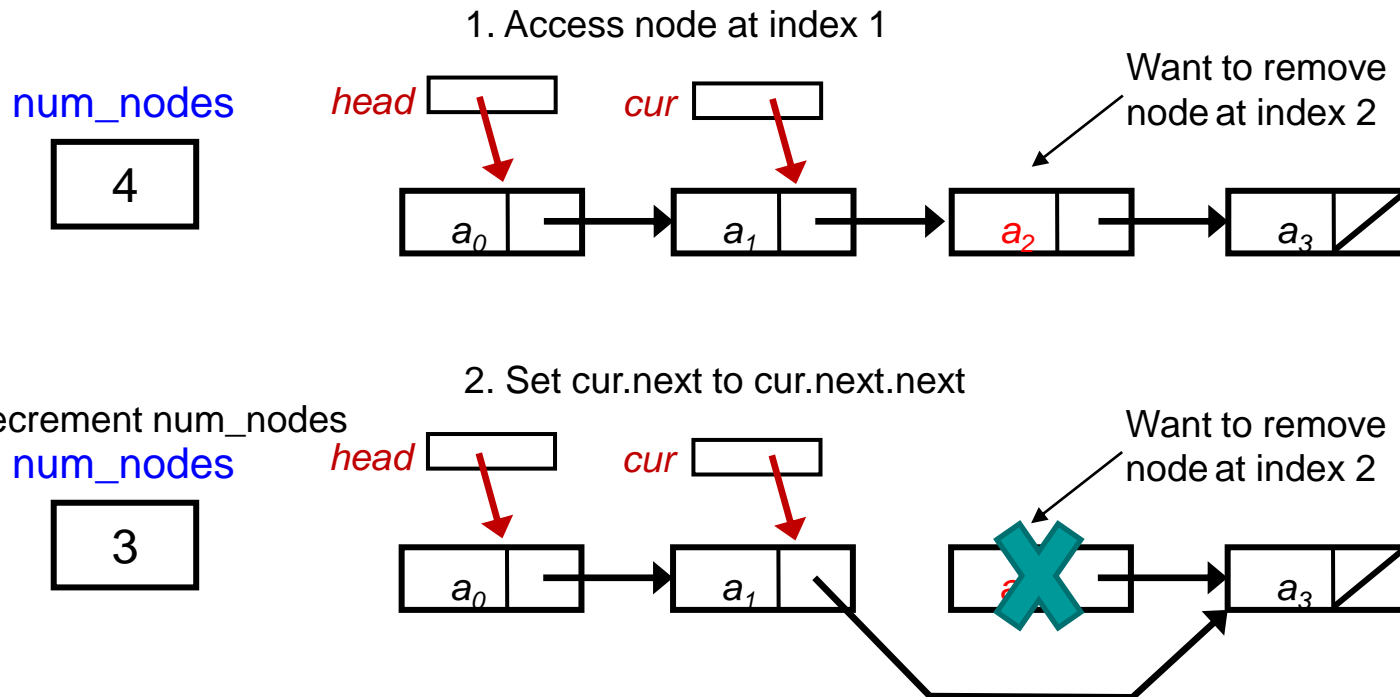 1. Access node at index 1
num_nodes
4
head
cur
Want to remove
node at index 2
a0
a1
a2
a3
2. Set cur.next to cur.next.next
ecrement num_nodes
num_nodes
3
head
cur
Want to remove
node at index 2
a0
a1
a
a3